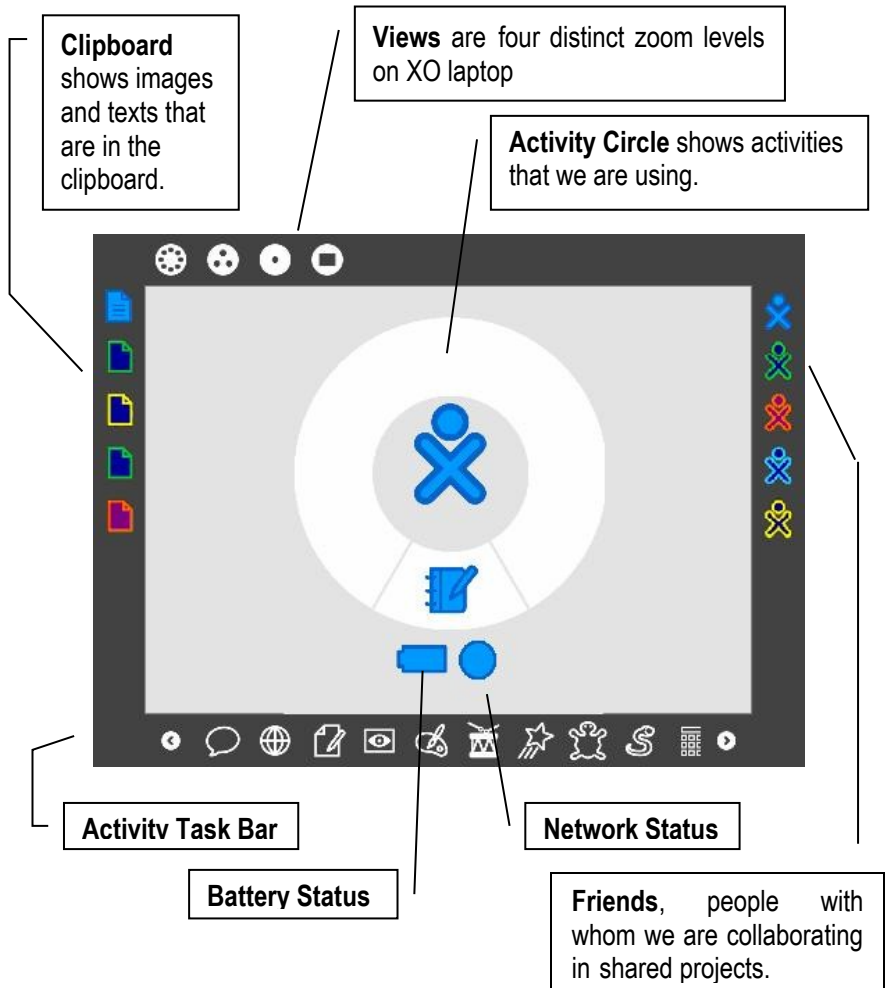 Clipboard
shows images
and texts that
are in the
clipboard.
Views are four distinct zoom levels
on XO laptop
Activity Circle shows activities
that we are using.
Activity Task Bar
Network Status
Battery Status
Friends, people with
whom we are collaborating
in shared projects.